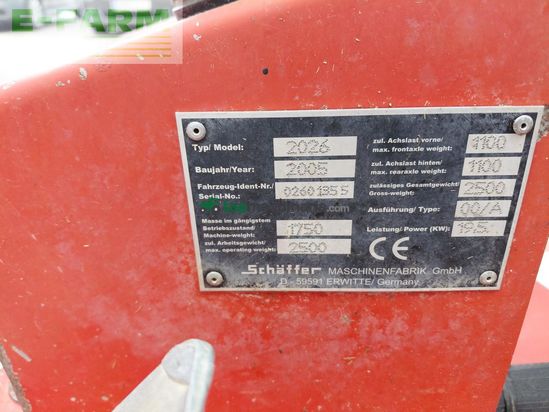 E-FARM
Typ/ Model: 2026
Baujahr/Year: 2005
Fahrzeug-Ident-Nr./
Serial-No.: 02601355
Masse im gängigstem
Betriebszustand/
Machine-weight: 1750
zul. Arbeitsgewicht/
max. operating weight: 2500
zul. Achslast vorne/
max. frontaxle weight: 1100
zul. Achslast hinten/
max. rearaxle weight: 1100
zulässiges Gesamtgewicht/
Gross-weight: 2500
Ausführung/ Type: 00/A
Leistung/ Power (KW): 19,5
CE
Schäffer MASCHINENFABRIK GmbH
D - 59591 ERWITTE/ Germany